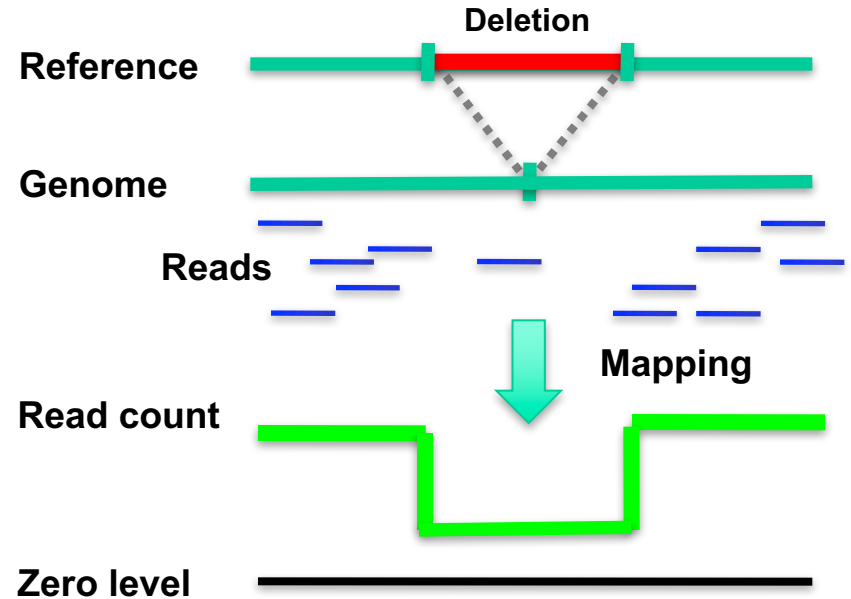 Deletion
Reference
Genome
Reads
Mapping
Read count
Zero level